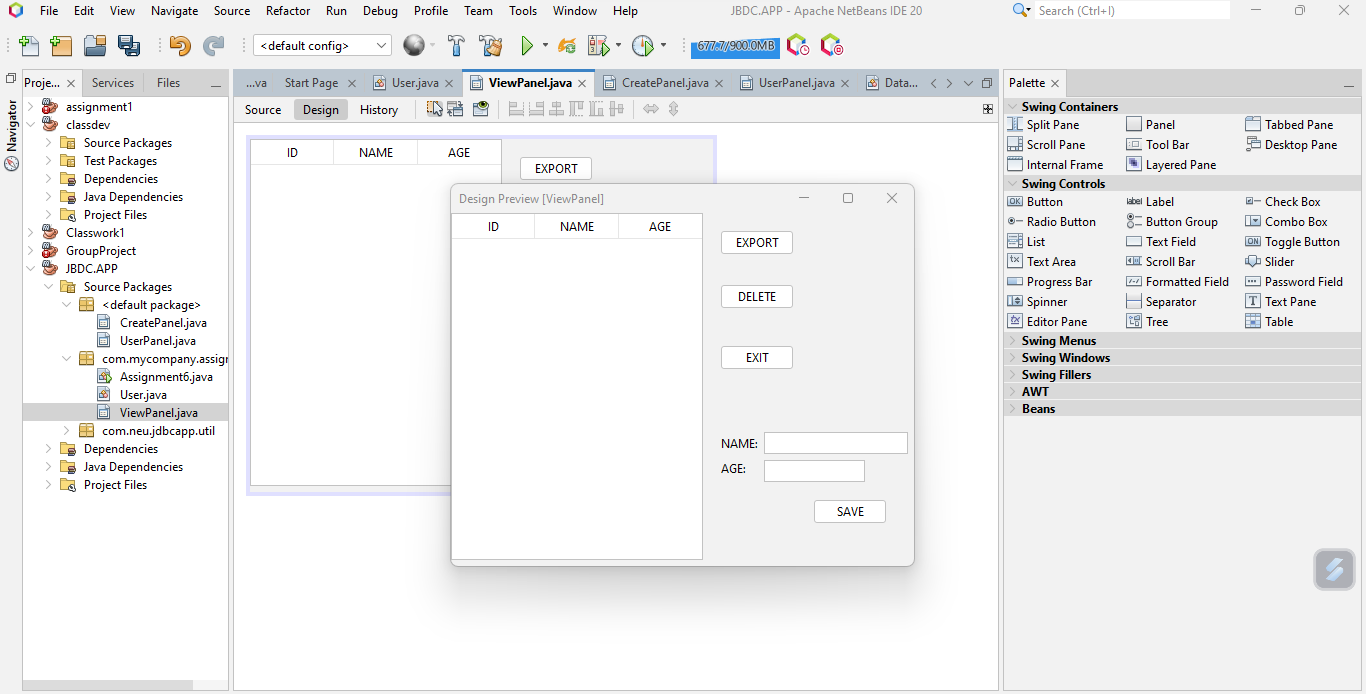 File Edit View Navigate Source Refactor Run Debug Profile Team Tools Window Help JBDC.APP - Apache NetBeans IDE 20 Search (Ctrl+I)
<default config> 677.7/900.0MB
Proje... Services Files
...va Start Page User.java ViewPanel.java CreatePanel.java UserPanel.java Data...
Palette
Navigator
Source Design History
assignment1
classdev
Source Packages
Test Packages
Dependencies
Java Dependencies
Project Files
Classwork1
GroupProject
JBDC.APP
Source Packages
<default package>
CreatePanel.java
UserPanel.java
com.mycompany.assigr
Assignment6.java
User.java
ViewPanel.java
com.neu.jdbcapp.util
Dependencies
Java Dependencies
Project Files
ID NAME AGE
EXPORT
Design Preview [ViewPanel]
ID NAME AGE
EXPORT
DELETE
EXIT
NAME:
AGE:
SAVE
Swing Containers
Split Pane Panel Tabbed Pane
Scroll Pane Tool Bar Desktop Pane
Internal Frame Layered Pane
Swing Controls
Button Label Check Box
Radio Button Button Group Combo Box
List Text Field Toggle Button
Text Area Scroll Bar Slider
Progress Bar Formatted Field Password Field
Spinner Separator Text Pane
Editor Pane Tree Table
Swing Menus
Swing Windows
Swing Fillers
AWT
Beans